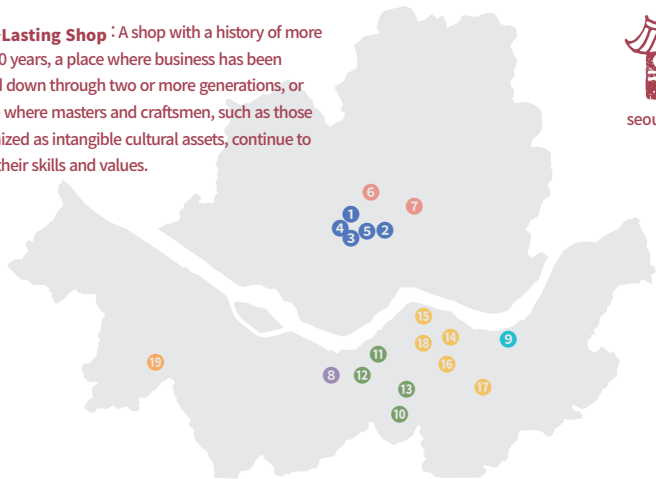 -Lasting Shop : A shop with a history of more
0 years, a place where business has been
d down through two or more generations, or
where masters and craftsmen, such as those
ized as intangible cultural assets, continue to
their skills and values.
seou
6
7
1
4
5
2
3
15
18
14
9
11
19
16
8
12
17
13
10